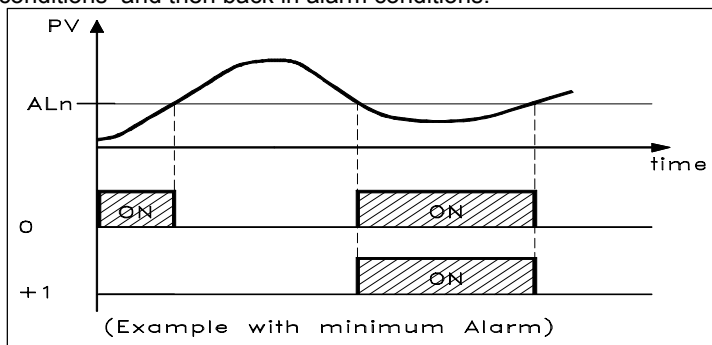 conditions and then back in alarm conditions.
PV
ALn
time
ON
ON
0
ON
+1
(Example with minimum Alarm)